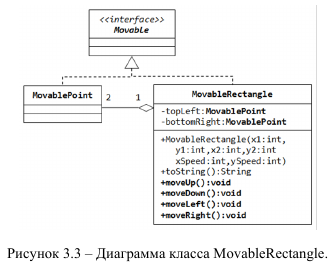 <<interface>>
Movable
MovablePoint
2
1
MovableRectangle
-topLeft:MovablePoint
-bottomRight:MovablePoint
+MovableRectangle(x1:int,
y1:int,x2:int,y2:int
xSpeed:int,ySpeed:int)
+toString():String
+moveUp():void
+moveDown():void
+moveLeft():void
+moveRight():void
Рисунок 3.3 – Диаграмма класса MovableRectangle.